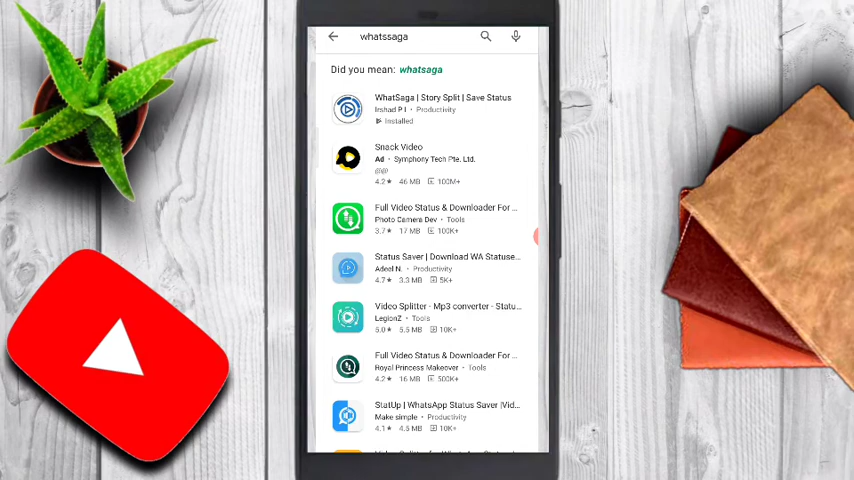 whatssaga
Did you mean: whatsaga
WhatSaga | Story Split | Save Status
Irshad P I • Productivity
Installed
Snack Video
Ad • Symphony Tech Pte. Ltd.
4.2★ 46 MB 100M+
Full Video Status & Downloader For ...
Photo Camera Dev • Tools
3.7★ 17 MB 100K+
Status Saver | Download WA Statuse...
Adeel N. • Productivity
4.7★ 3.3 MB 5K+
Video Splitter - Mp3 converter - Statu...
LegionZ • Tools
5.0★ 5.5 MB 10K+
Full Video Status & Downloader For ...
Royal Princess Makeover • Tools
4.2★ 16 MB 500K+
StatUp | WhatsApp Status Saver |Vid...
Make simple • Productivity
4.1★ 4.5 MB 10K+